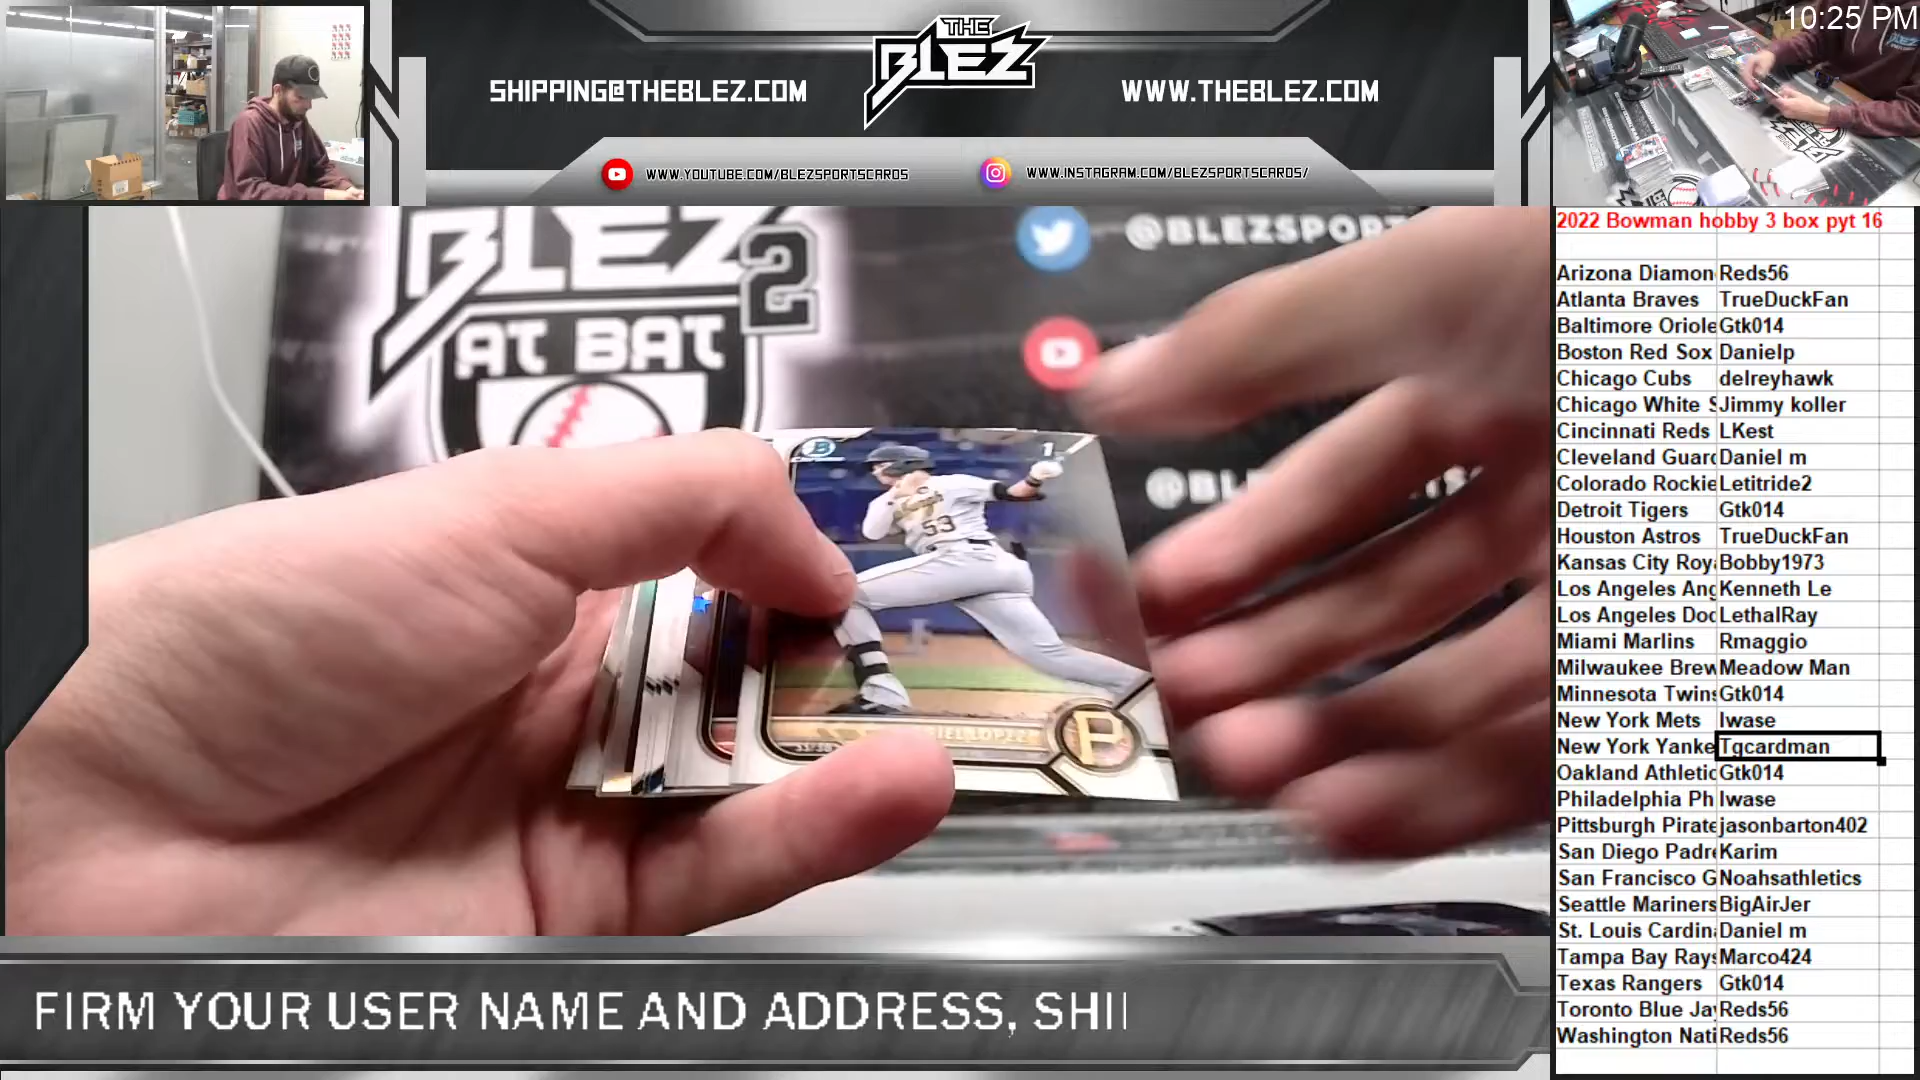 10:25 PM
THE
BLEZ
SHIPPING@THEBLEZ.COM
WWW.THEBLEZ.COM
WWW.YOUTUBE.COM/BLEZSPORTSCARDS
WWW.INSTAGRAM.COM/BLEZSPORTSCARDS/
BLEZ
2
AT BAT
@BLEZSPORT
@BL
53
P
FIRM YOUR USER NAME AND ADDRESS, SHI
2022 Bowman hobby 3 box pyt 16
Arizona Diamon Reds56
Atlanta Braves TrueDuckFan
Baltimore Oriole Gtk014
Boston Red Sox Danielp
Chicago Cubs delreyhawk
Chicago White S Jimmy koller
Cincinnati Reds LKest
Cleveland Guard Daniel m
Colorado Rockie Letitride2
Detroit Tigers Gtk014
Houston Astros TrueDuckFan
Kansas City Roya Bobby1973
Los Angeles Ang Kenneth Le
Los Angeles Dod LethalRay
Miami Marlins Rmaggio
Milwaukee Brew Meadow Man
Minnesota Twins Gtk014
New York Mets Iwase
New York Yanke Tgcardman
Oakland Athletic Gtk014
Philadelphia Ph Iwase
Pittsburgh Pirate jasonbarton402
San Diego Padre Karim
San Francisco G Noahsathletics
Seattle Mariners BigAirJer
St. Louis Cardina Daniel m
Tampa Bay Rays Marco424
Texas Rangers Gtk014
Toronto Blue Jay Reds56
Washington Nati Reds56